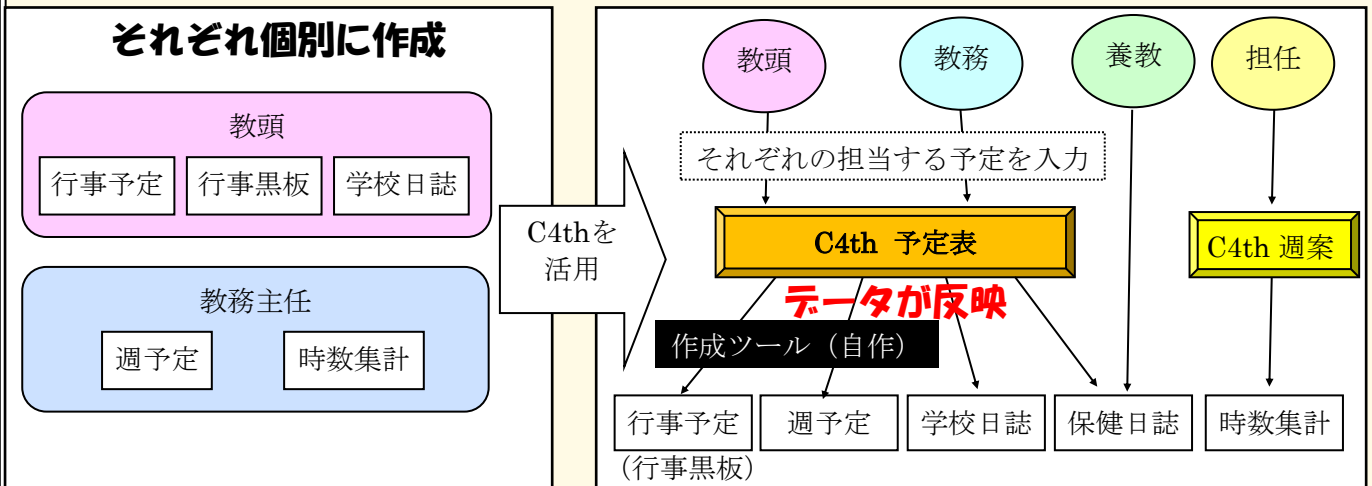 それぞれ個別に作成
教頭
行事予定
行事黒板
学校日誌
教務主任
週予定
時数集計
C4thを
活用
教頭
教務
養教
担任
それぞれの担当する予定を入力
C4th 予定表
C4th 週案
データが反映
作成ツール（自作）
行事予定
週予定
学校日誌
保健日誌
時数集計
（行事黒板）